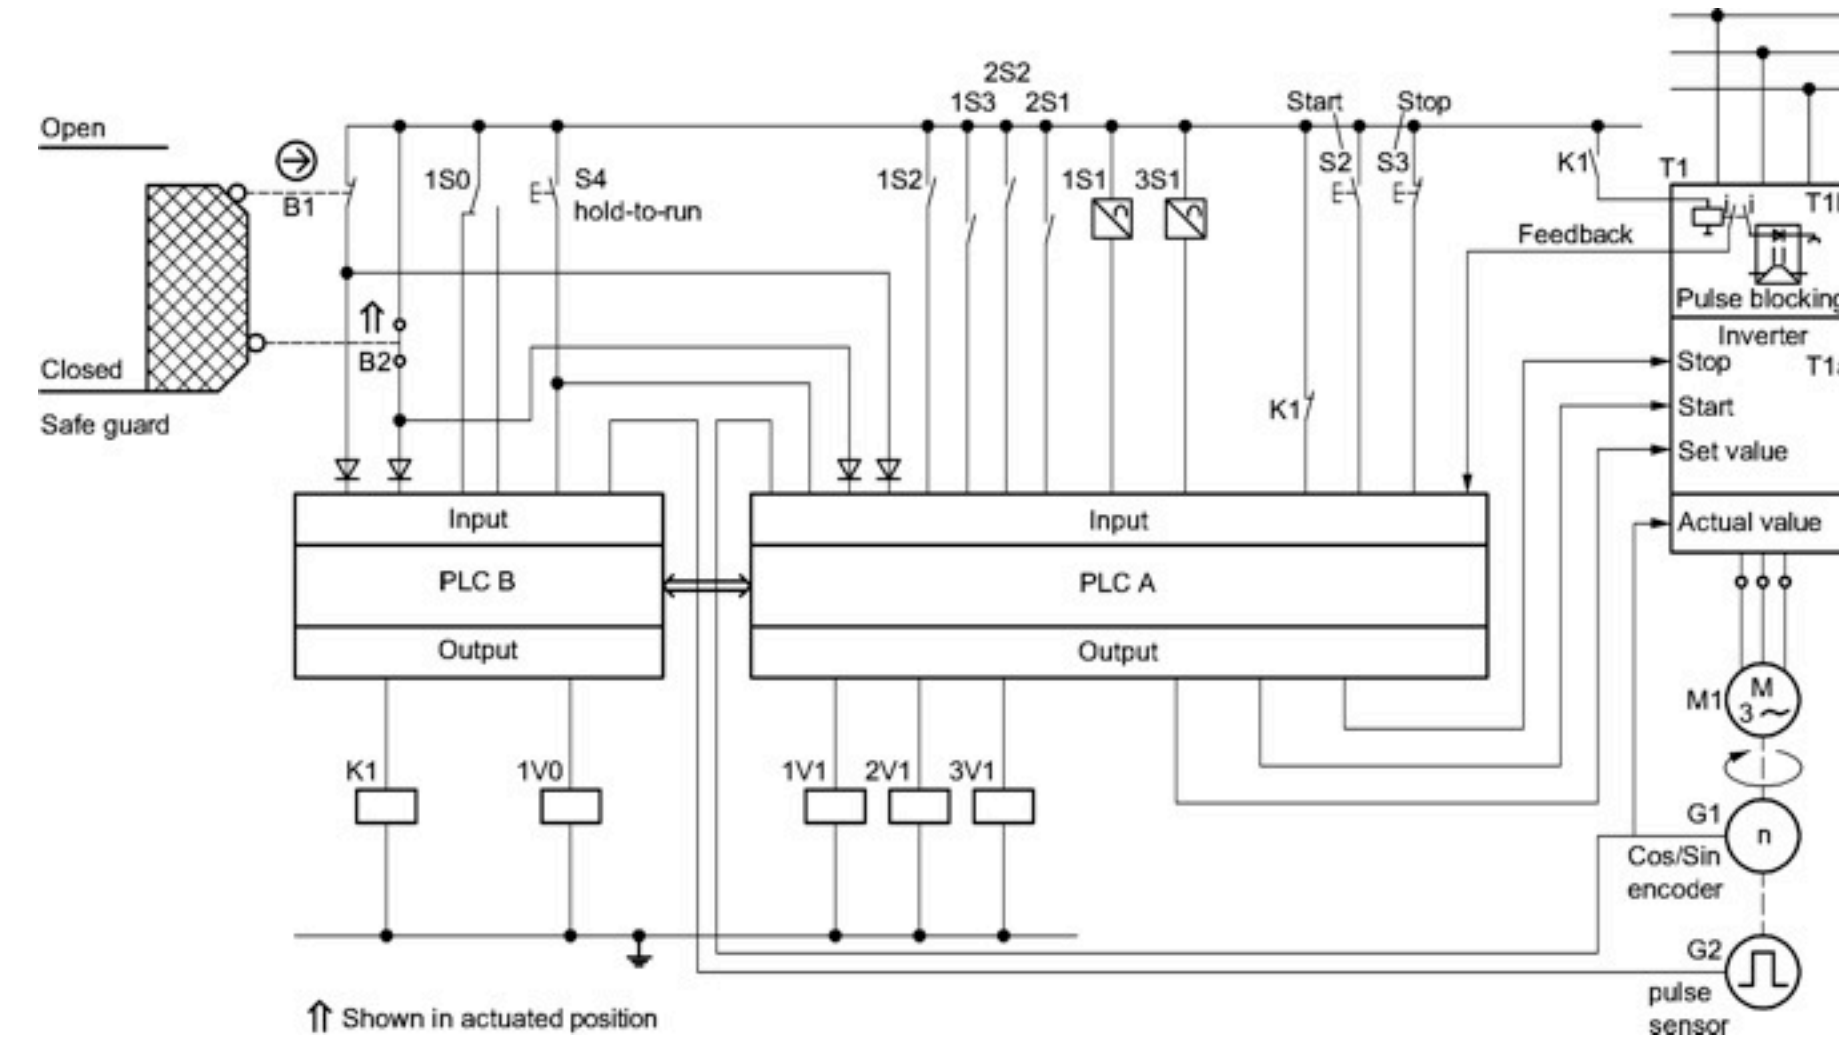 2S2
1S3
2S1
Start
Stop
Open
K1
T1
S2
S3
1S0
S4
hold-to-run
1S2
1S1
3S1
B1
Feedback
Pulse blocking
Inverter
B2
Closed
Stop
Start
K1
Safe guard
Set value
Input
Input
Actual value
PLC B
PLC A
Output
Output
M1
M
3 ~
K1
1V0
1V1
2V1
3V1
G1
n
Cos/Sin
encoder
G2
pulse
sensor
⇑ Shown in actuated position